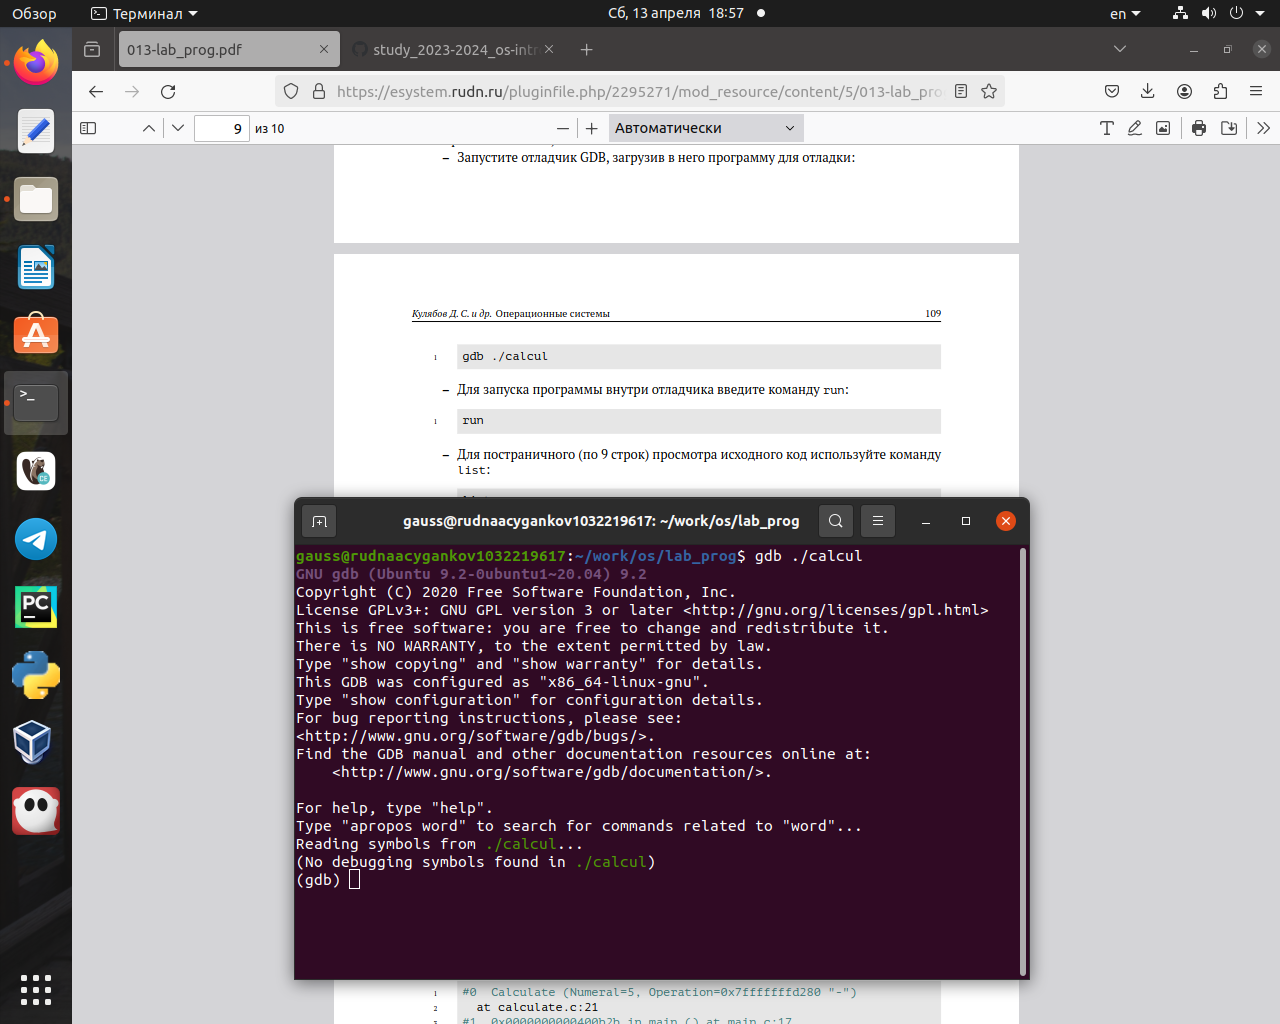 Обзор
Терминал
Сб, 13 апреля 18:57
en
013-lab_prog.pdf
study_2023-2024_os-intr
https://esystem.rudn.ru/pluginfile.php/2295271/mod_resource/content/5/013-lab_pro
9
из 10
Автоматически
– Запустите отладчик GDB, загрузив в него программу для отладки:
Кулябов Д. С. и др. Операционные системы 109
1 gdb ./calcul
– Для запуска программы внутри отладчика введите команду run:
1 run
– Для постраничного (по 9 строк) просмотра исходного код используйте команду
list:
gauss@rudnaacygankov1032219617: ~/work/os/lab_prog
gauss@rudnaacygankov1032219617:~/work/os/lab_prog$ gdb ./calcul
GNU gdb (Ubuntu 9.2-0ubuntu1~20.04) 9.2
Copyright (C) 2020 Free Software Foundation, Inc.
License GPLv3+: GNU GPL version 3 or later <http://gnu.org/licenses/gpl.html>
This is free software: you are free to change and redistribute it.
There is NO WARRANTY, to the extent permitted by law.
Type "show copying" and "show warranty" for details.
This GDB was configured as "x86_64-linux-gnu".
Type "show configuration" for configuration details.
For bug reporting instructions, please see:
<http://www.gnu.org/software/gdb/bugs/>.
Find the GDB manual and other documentation resources online at:
<http://www.gnu.org/software/gdb/documentation/>.
For help, type "help".
Type "apropos word" to search for commands related to "word"...
Reading symbols from ./calcul...
(No debugging symbols found in ./calcul)
(gdb)
1 #0 Calculate (Numeral=5, Operation=0x7fffffffd280 "-")
2 at calculate.c:21
3 #1 0x0000000000400b2b in main () at main.c:17